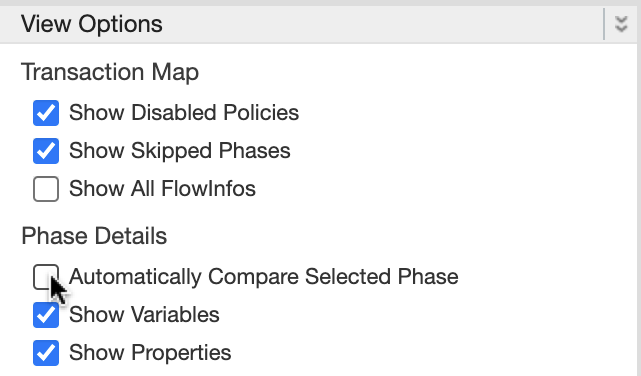 View Options
Transaction Map
Show Disabled Policies
Show Skipped Phases
Show All FlowInfos
Phase Details
Automatically Compare Selected Phase
Show Variables
Show Properties